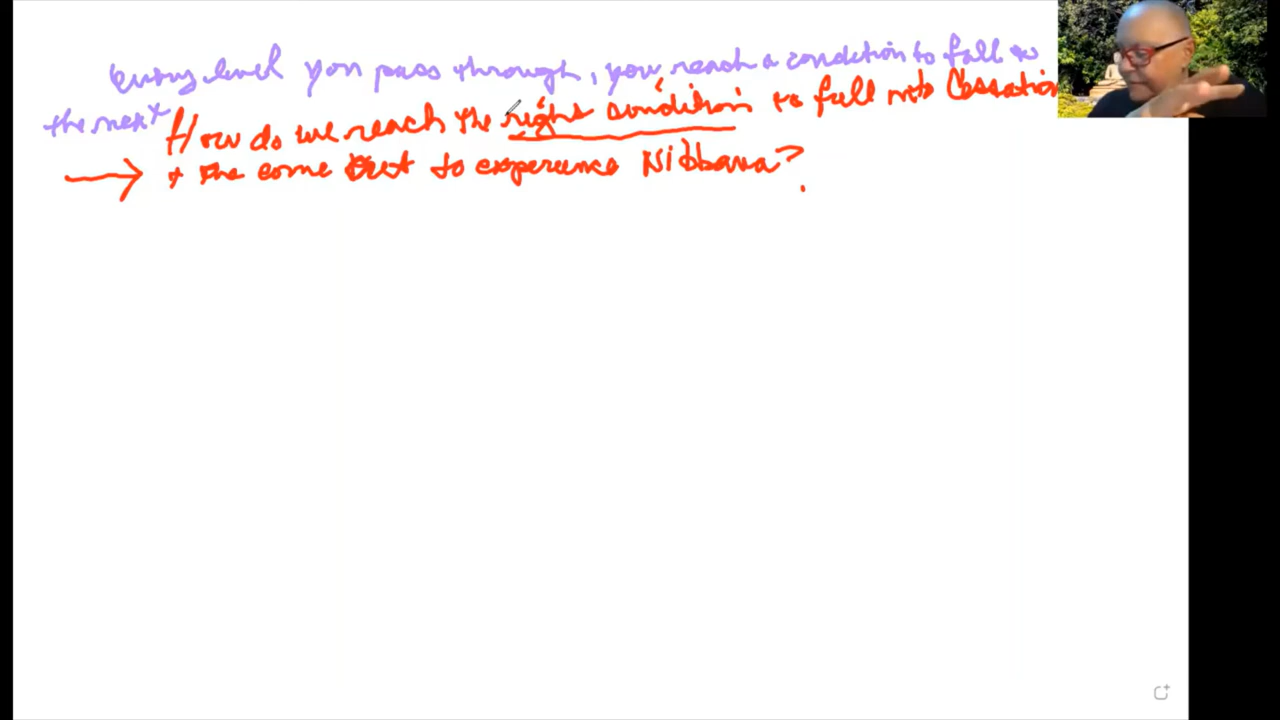 Every level you pass through, you reach a condition to fall to
the next
How do we reach the right condition to fall into Cessation
+ the come out to experience Nibbana?